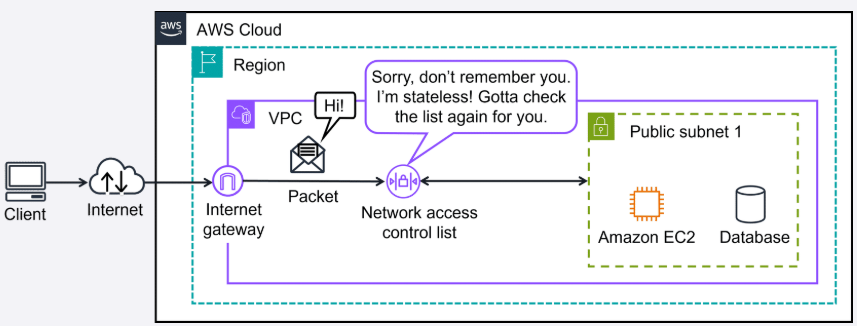 aws
AWS Cloud
Region
VPC
Hi!
Sorry, don’t remember you.
I’m stateless! Gotta check
the list again for you.
Public subnet 1
Client
Internet
Internet
gateway
Packet
Network access
control list
Amazon EC2
Database